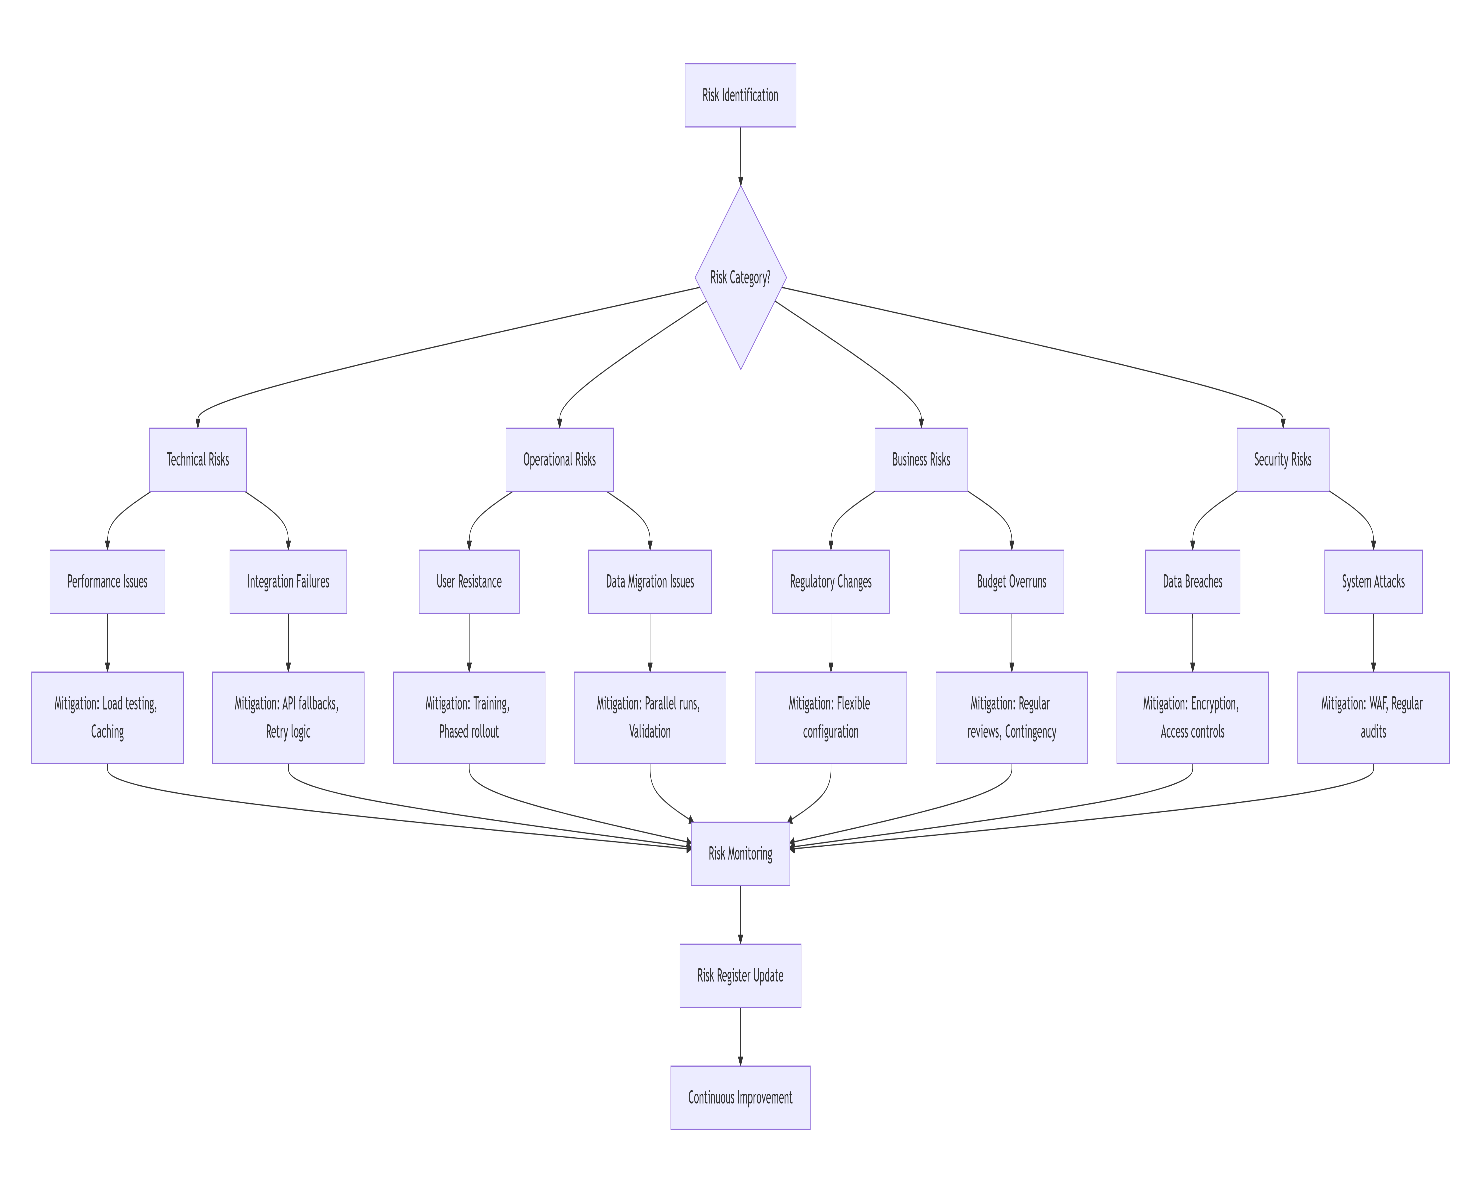 Risk Identification
Risk Category?
Technical Risks
Operational Risks
Business Risks
Security Risks
Performance Issues
Integration Failures
User Resistance
Data Migration Issues
Regulatory Changes
Budget Overruns
Data Breaches
System Attacks
Mitigation: Load testing,
Caching
Mitigation: API fallbacks,
Retry logic
Mitigation: Training,
Phased rollout
Mitigation: Parallel runs,
Validation
Mitigation: Flexible
configuration
Mitigation: Regular
reviews, Contingency
Mitigation: Encryption,
Access controls
Mitigation: WAF, Regular
audits
Risk Monitoring
Risk Register Update
Continuous Improvement